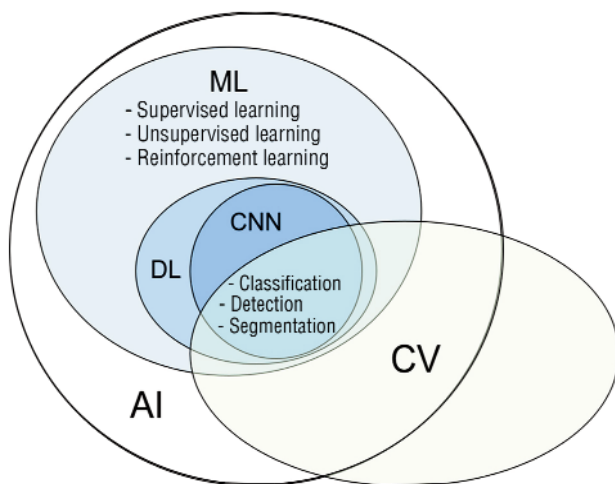 ML
- Supervised learning
- Unsupervised learning
- Reinforcement learning
CNN
DL
- Classification
- Detection
- Segmentation
CV
AI